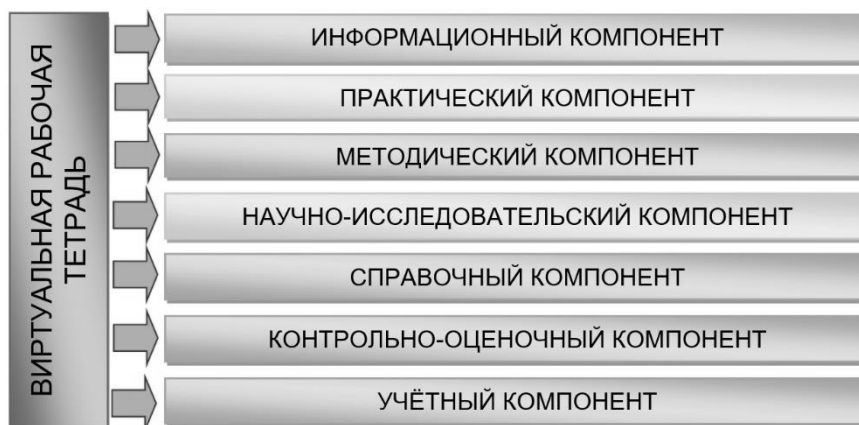 ВИРТУАЛЬНАЯ РАБОЧАЯ
ТЕТРАДЬ
ИНФОРМАЦИОННЫЙ КОМПОНЕНТ
ПРАКТИЧЕСКИЙ КОМПОНЕНТ
МЕТОДИЧЕСКИЙ КОМПОНЕНТ
НАУЧНО-ИССЛЕДОВАТЕЛЬСКИЙ КОМПОНЕНТ
СПРАВОЧНЫЙ КОМПОНЕНТ
КОНТРОЛЬНО-ОЦЕНОЧНЫЙ КОМПОНЕНТ
УЧЁТНЫЙ КОМПОНЕНТ